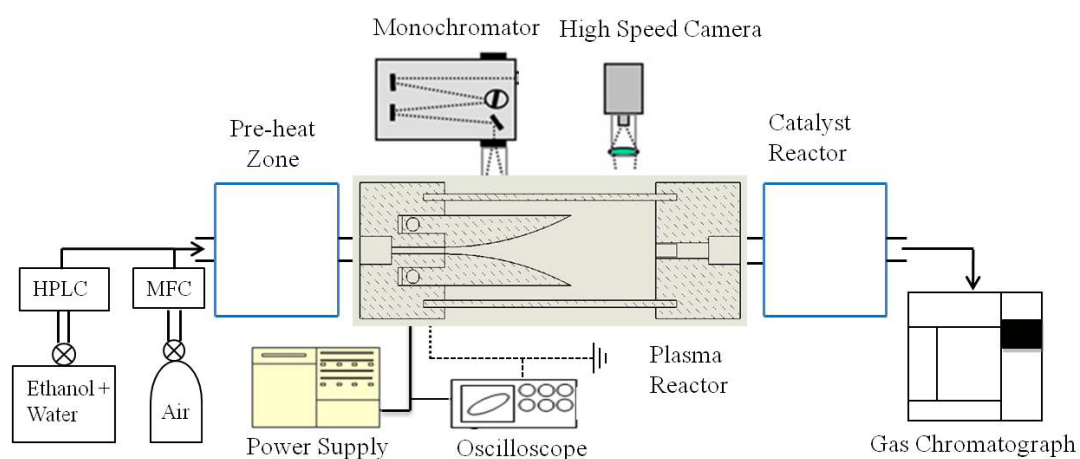 Monochromator
High Speed Camera
Pre-heat
Zone
Catalyst
Reactor
HPLC
MFC
Ethanol +
Water
Air
Plasma
Reactor
Power Supply
Oscilloscope
Gas Chromatograph